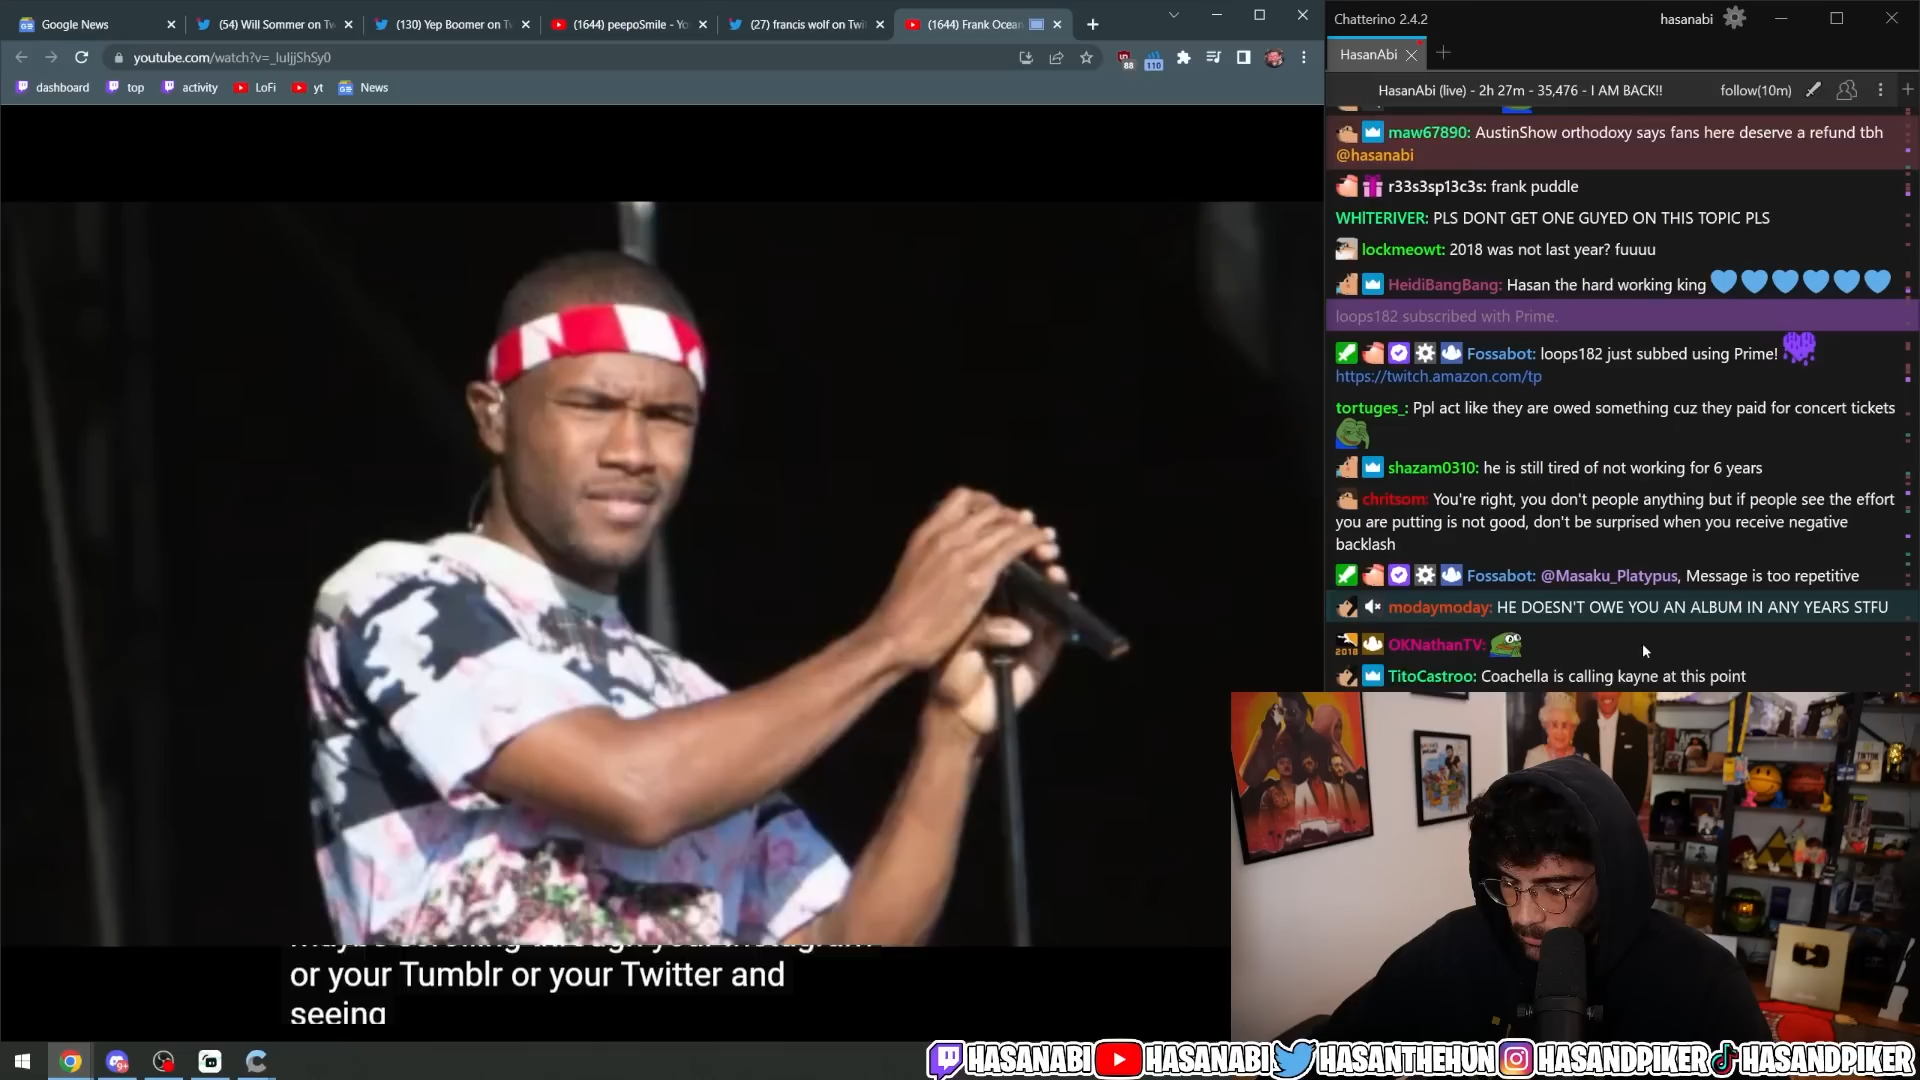 Google News
(54) Will Sommer on Tw
(130) Yep Boomer on Tw
(1644) peepoSmile - Yo
(27) francis wolf on Twi
(1644) Frank Ocean
youtube.com/watch?v=_luljjShSy0
88
110
dashboard
top
activity
LoFi
yt
News
or your Tumblr or your Twitter and
seeing
Chatterino 2.4.2
hasanabi
HasanAbi
HasanAbi (live) - 2h 27m - 35,476 - I AM BACK!!
follow(10m)
maw67890: AustinShow orthodoxy says fans here deserve a refund tbh
@hasanabi
r33s3sp13c3s: frank puddle
WHITERIVER: PLS DONT GET ONE GUYED ON THIS TOPIC PLS
lockmeowt: 2018 was not last year? fuuuu
HeidiBangBang: Hasan the hard working king
loops182 subscribed with Prime.
Fossabot: loops182 just subbed using Prime!
https://twitch.amazon.com/tp
tortuges_: Ppl act like they are owed something cuz they paid for concert tickets
shazam0310: he is still tired of not working for 6 years
chritsom: You're right, you don't people anything but if people see the effort
you are putting is not good, don't be surprised when you receive negative
backlash
Fossabot: @Masaku_Platypus, Message is too repetitive
modaymoday: HE DOESN'T OWE YOU AN ALBUM IN ANY YEARS STFU
2018
OKNathanTV:
TitoCastroo: Coachella is calling kayne at this point
HASANABI
HASANABI
HASANTHEHUN
HASANDPIKER
HASANDPIKER